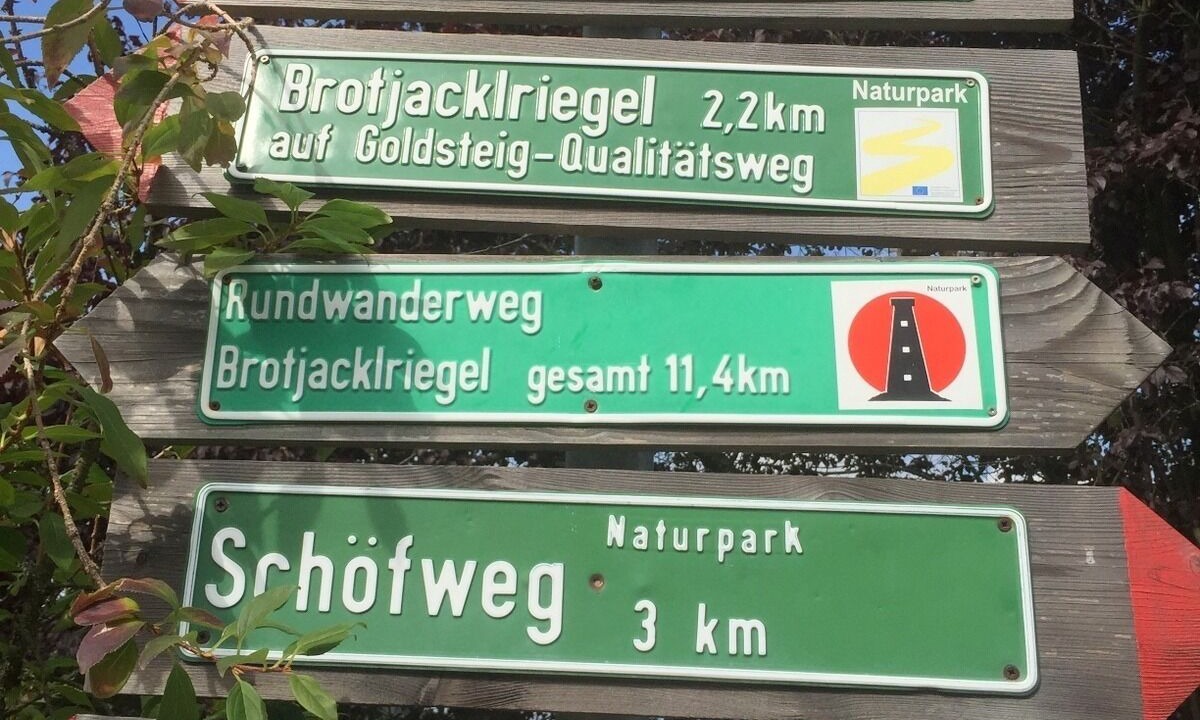 Brotjacklriegel 2,2km
auf Goldsteig-Qualitätsweg
Naturpark
Rundwanderweg
Brotjacklriegel gesamt 11,4km
Naturpark
Schöfweg
Naturpark
3 km